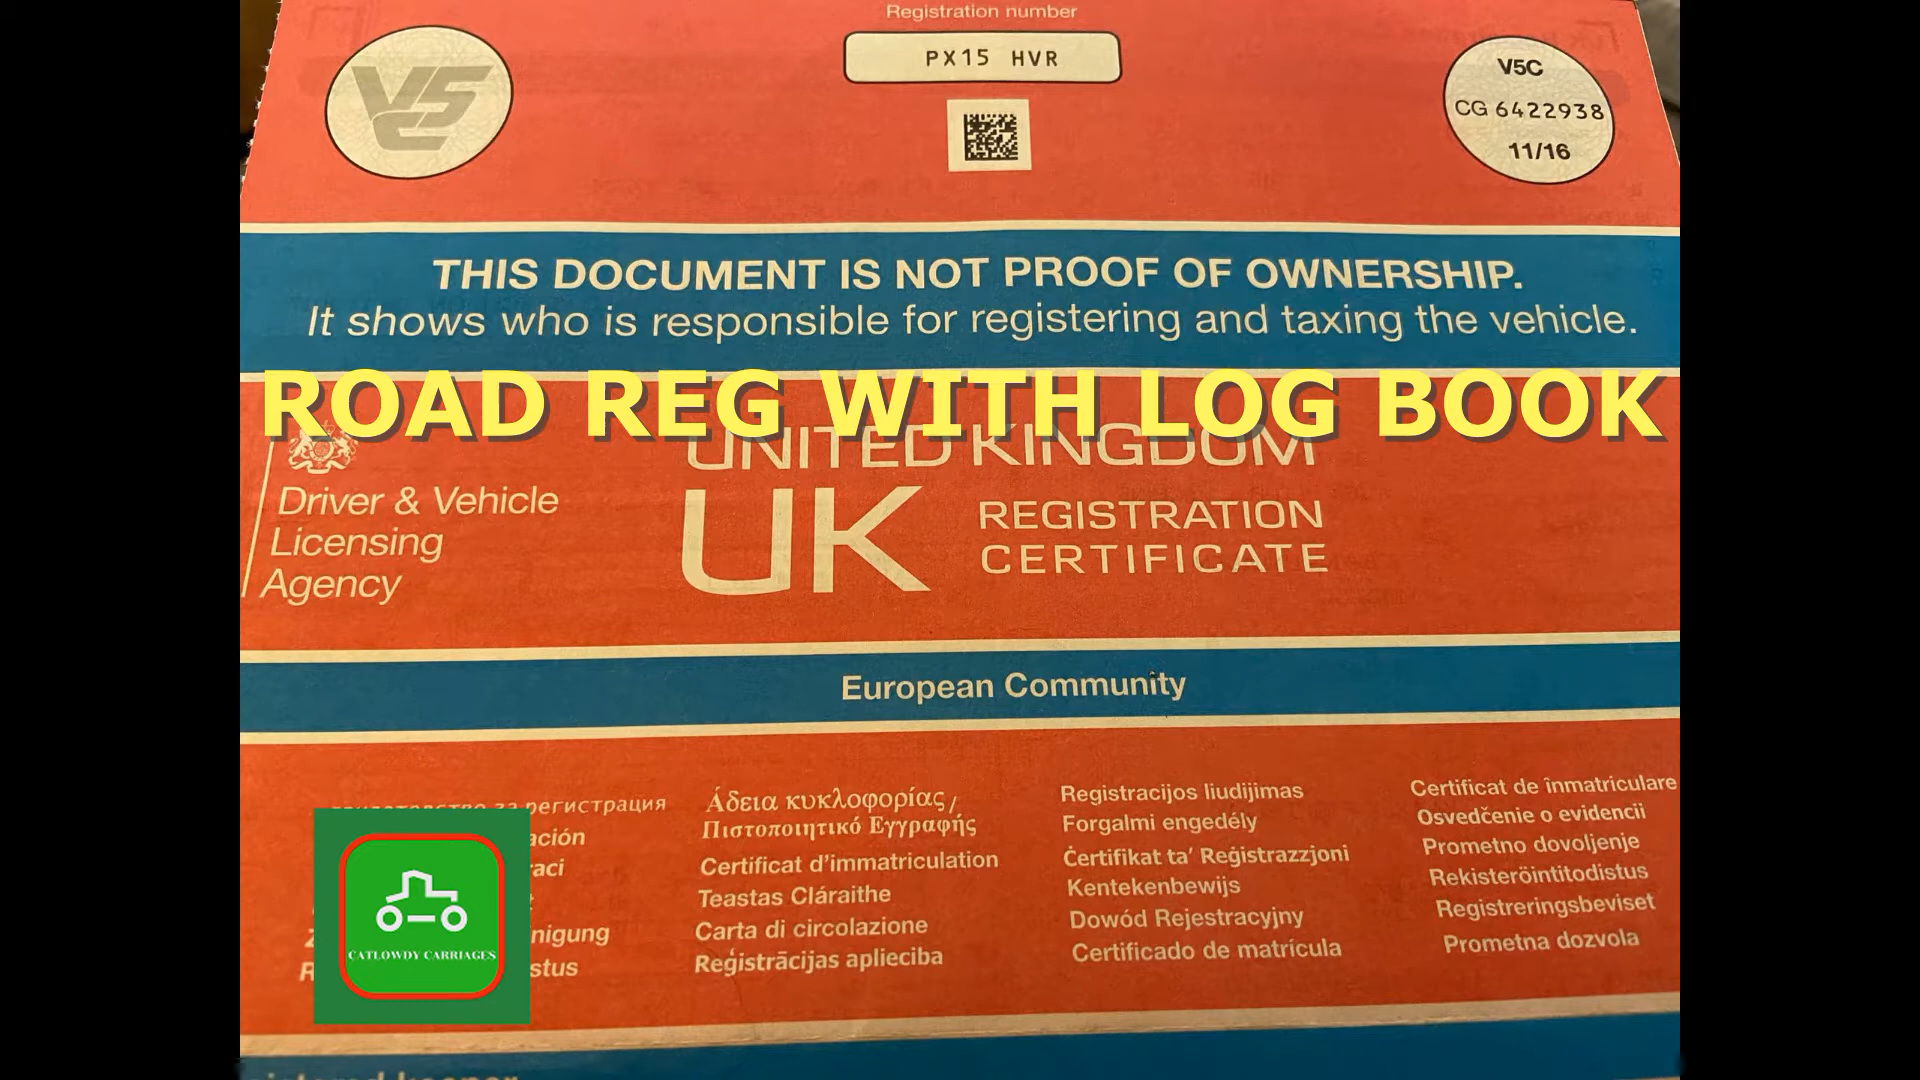 Registration number
PX15 HVR
V5C
V5C
CG 6422938
11/16
THIS DOCUMENT IS NOT PROOF OF OWNERSHIP.
It shows who is responsible for registering and taxing the vehicle.
ROAD REG WITH LOG BOOK
UNITED KINGDOM
Driver & Vehicle
Licensing
Agency
UK
REGISTRATION
CERTIFICATE
European Community
за регистрация
Άδεια κυκλοφορίας /
Πιστοποιητικό Εγγραφής
Certificat d'immatriculation
Teastas Cláraithe
Carta di circolazione
Reģistrācijas apliecība
Registracijos liudijimas
Forgalmi engedély
Ċertifikat ta' Reġistrazzjoni
Kentekenbewijs
Dowód Rejestracyjny
Certificado de matrícula
Certificat de înmatriculare
Osvedčenie o evidencii
Prometno dovoljenje
Rekisteröintitodistus
Registreringsbeviset
Prometna dozvola
CATLOWDY CARRIAGES